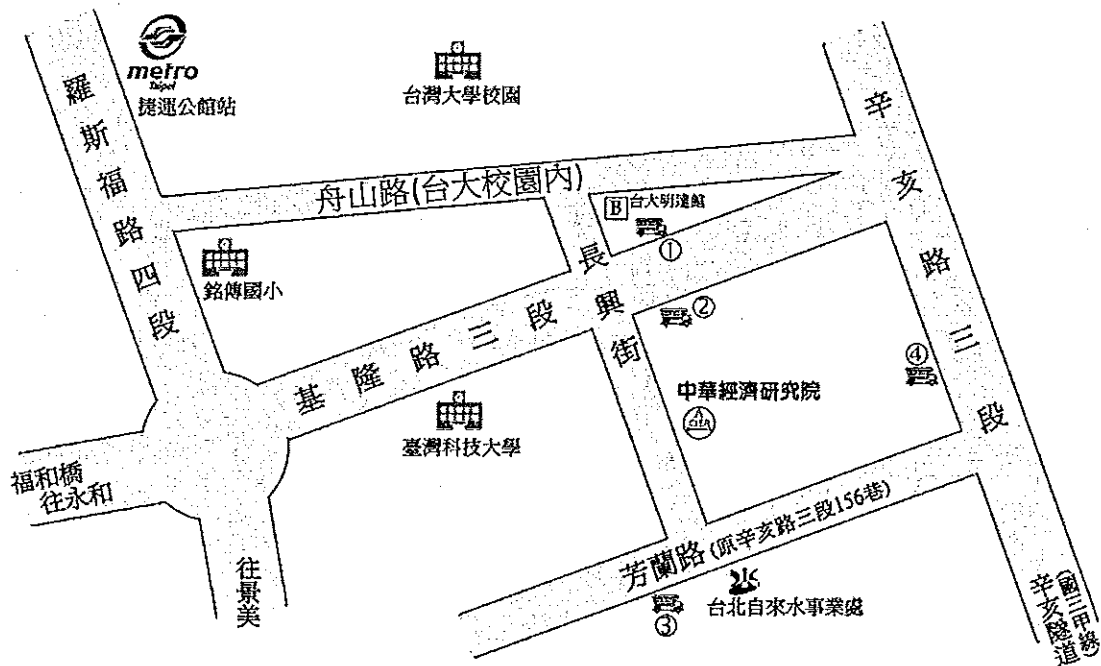 metro
Taipei
捷運公館站
台灣大學校園
羅斯福路四段
辛亥路三段
舟山路(台大校園內)
B 台大明達館
①
銘傳國小
長興街
②
基隆路三段
④
中華經濟研究院
臺灣科技大學
福和橋
往永和
芳蘭路(原辛亥路三段156巷)
往景美
台北自來水事業處
③
辛亥隧道
(國三甲線)